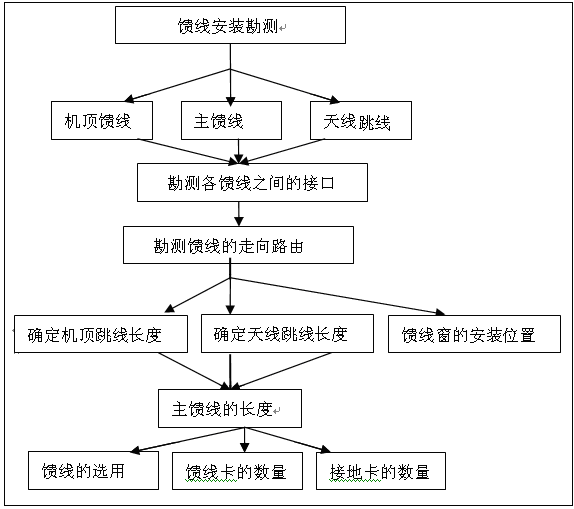 馈线安装勘测
机顶馈线
主馈线
天线跳线
勘测各馈线之间的接口
勘测馈线的走向路由
确定机顶跳线长度
确定天线跳线长度
馈线窗的安装位置
主馈线的长度
馈线的选用
馈线卡的数量
接地卡的数量